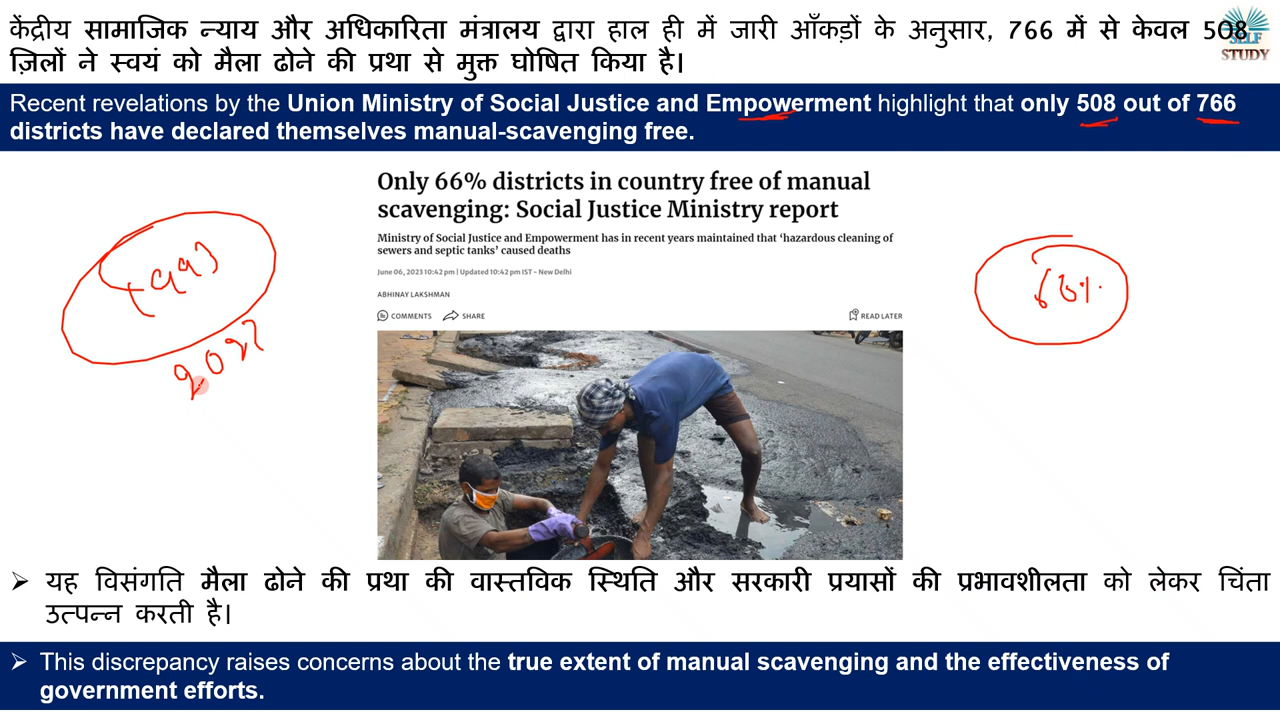 केंद्रीय सामाजिक न्याय और अधिकारिता मंत्रालय द्वारा हाल ही में जारी आँकड़ों के अनुसार, 766 में से केवल 508
ज़िलों ने स्वयं को मैला ढोने की प्रथा से मुक्त घोषित किया है।
SELF
STUDY
Recent revelations by the Union Ministry of Social Justice and Empowerment highlight that only 508 out of 766
districts have declared themselves manual-scavenging free.
Only 66% districts in country free of manual
scavenging: Social Justice Ministry report
Ministry of Social Justice and Empowerment has in recent years maintained that ‘hazardous cleaning of
sewers and septic tanks’ caused deaths
June 06, 2023 10:42 pm | Updated 10:42 pm IST - New Delhi
ABHINAY LAKSHMAN
COMMENTS SHARE READ LATER
1993
➢ यह विसंगति मैला ढोने की प्रथा की वास्तविक स्थिति और सरकारी प्रयासों की प्रभावशीलता को लेकर चिंता
उत्पन्न करती है।
➢ This discrepancy raises concerns about the true extent of manual scavenging and the effectiveness of
government efforts.